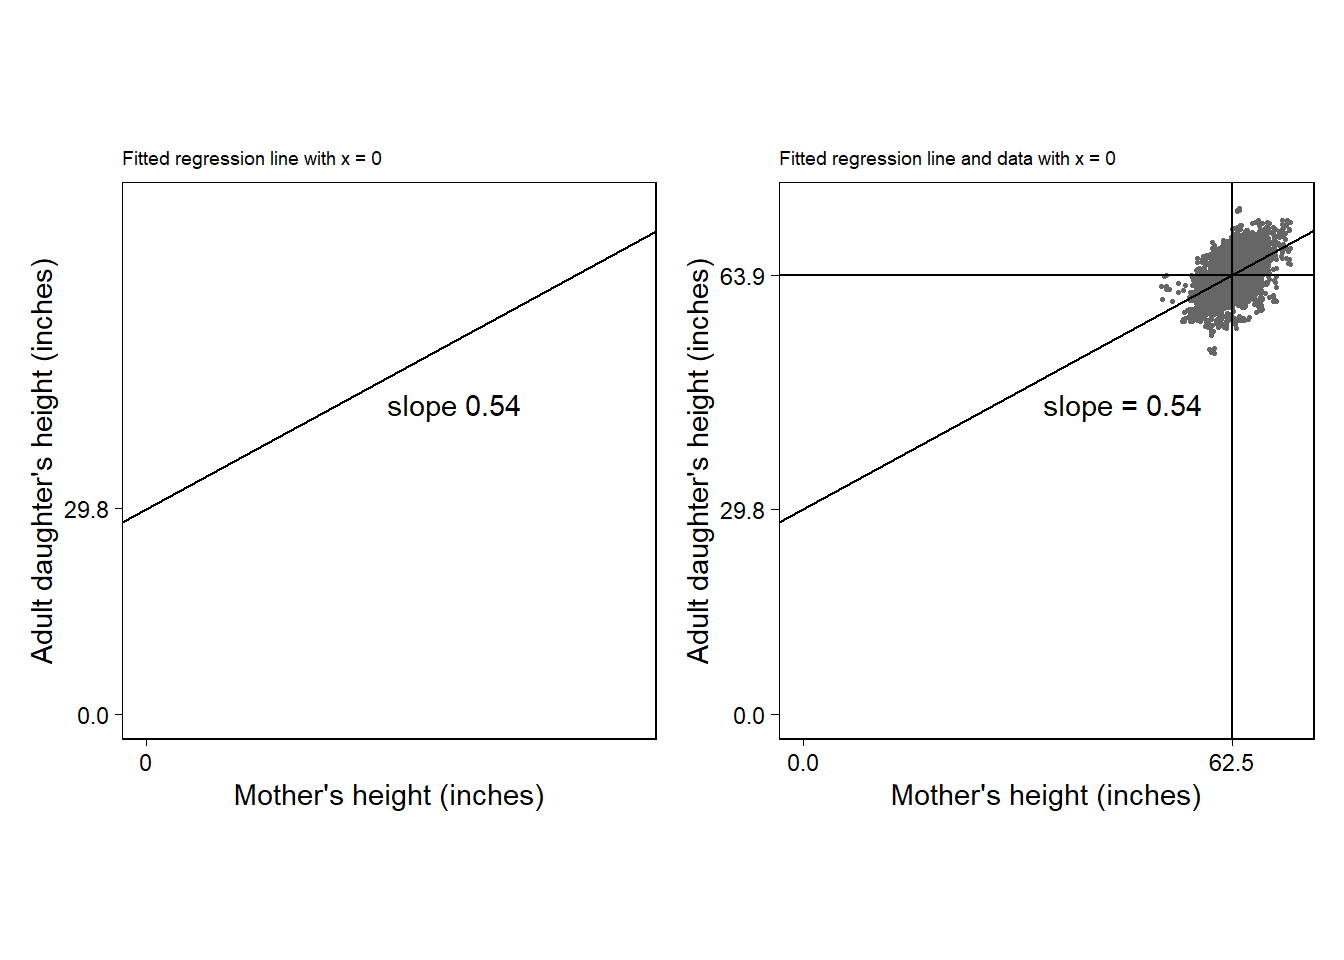 Fitted regression line with x = 0
Adult daughter's height (inches)
29.8
0.0
slope 0.54
0
Mother's height (inches)
Fitted regression line and data with x = 0
Adult daughter's height (inches)
63.9
29.8
0.0
slope = 0.54
0.0 62.5
Mother's height (inches)